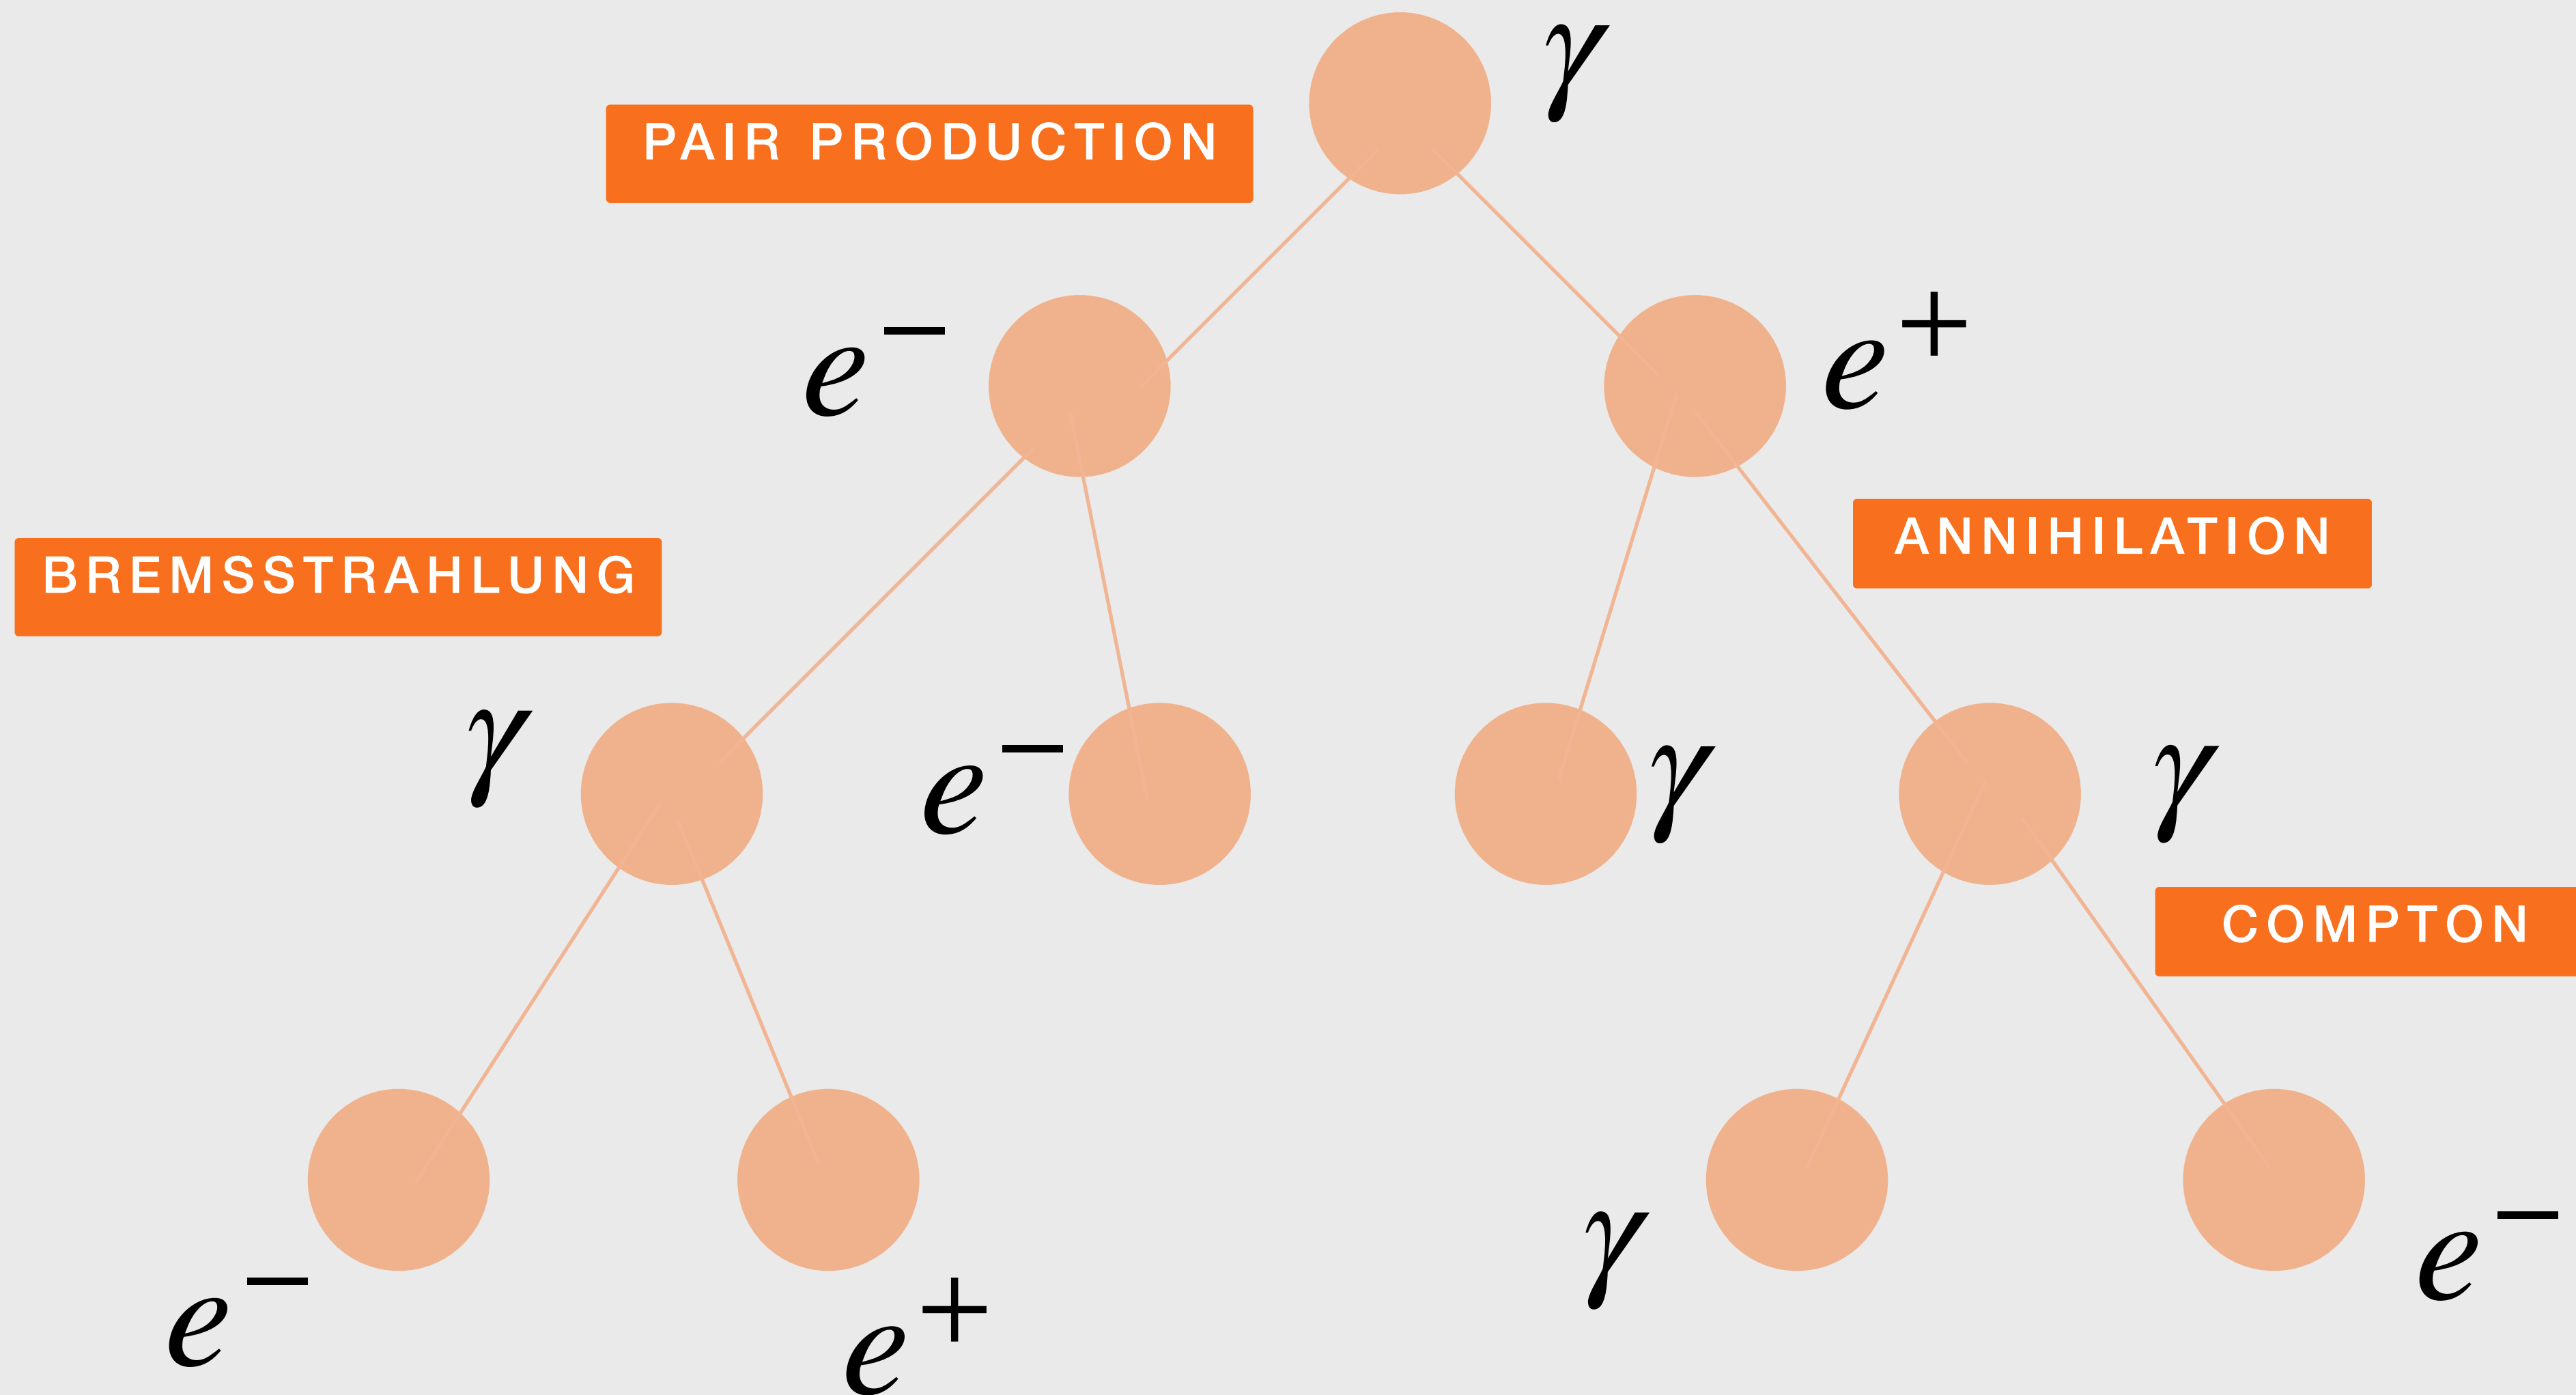 γ
PAIR PRODUCTION
e⁻
e⁺
ANNIHILATION
BREMSSTRAHLUNG
γ
e⁻
γ
γ
COMPTON
γ
e⁻
e⁻
e⁺